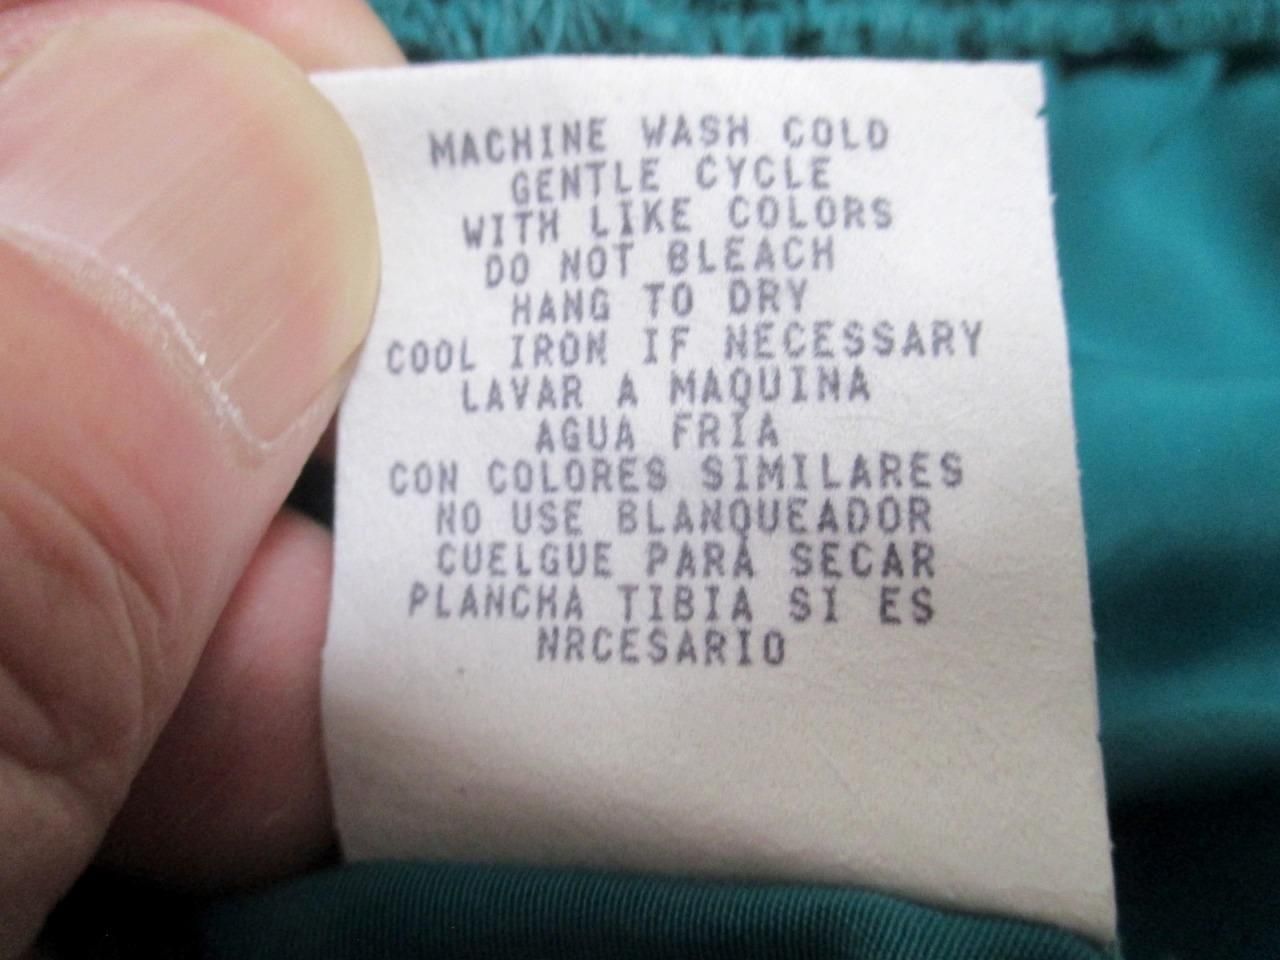 MACHINE WASH COLD
GENTLE CYCLE
WITH LIKE COLORS
DO NOT BLEACH
HANG TO DRY
COOL IRON IF NECESSARY
LAVAR A MAQUINA
AGUA FRIA
CON COLORES SIMILARES
NO USE BLANQUEADOR
CUELGUE PARA SECAR
PLANCHA TIBIA SI ES
NRCESARIO